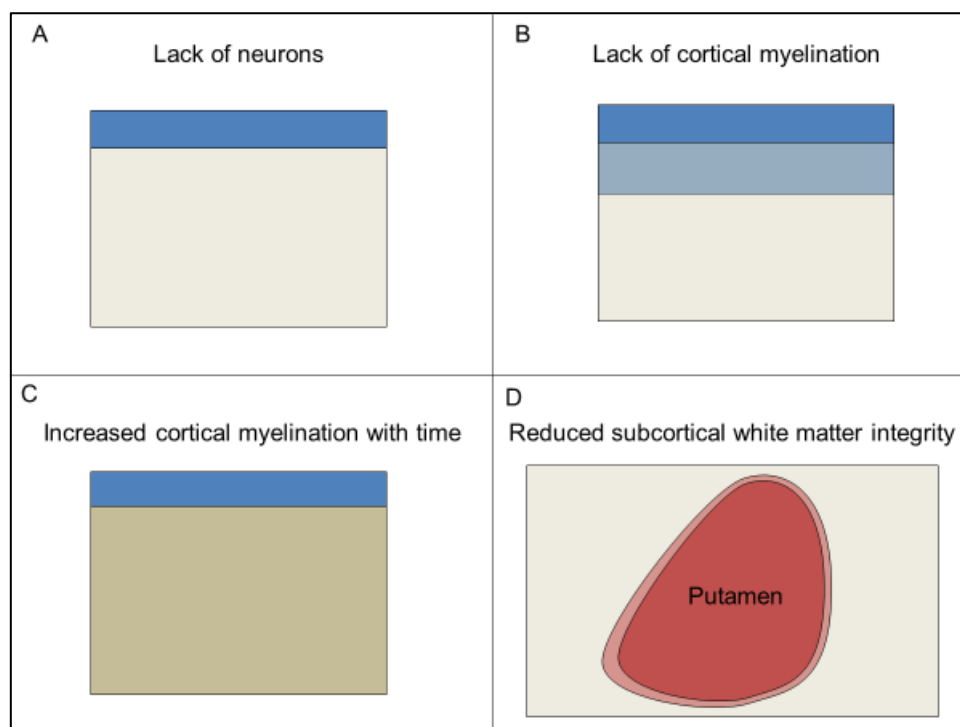 A
Lack of neurons
B
Lack of cortical myelination
C
Increased cortical myelination with time
D
Reduced subcortical white matter integrity
Putamen